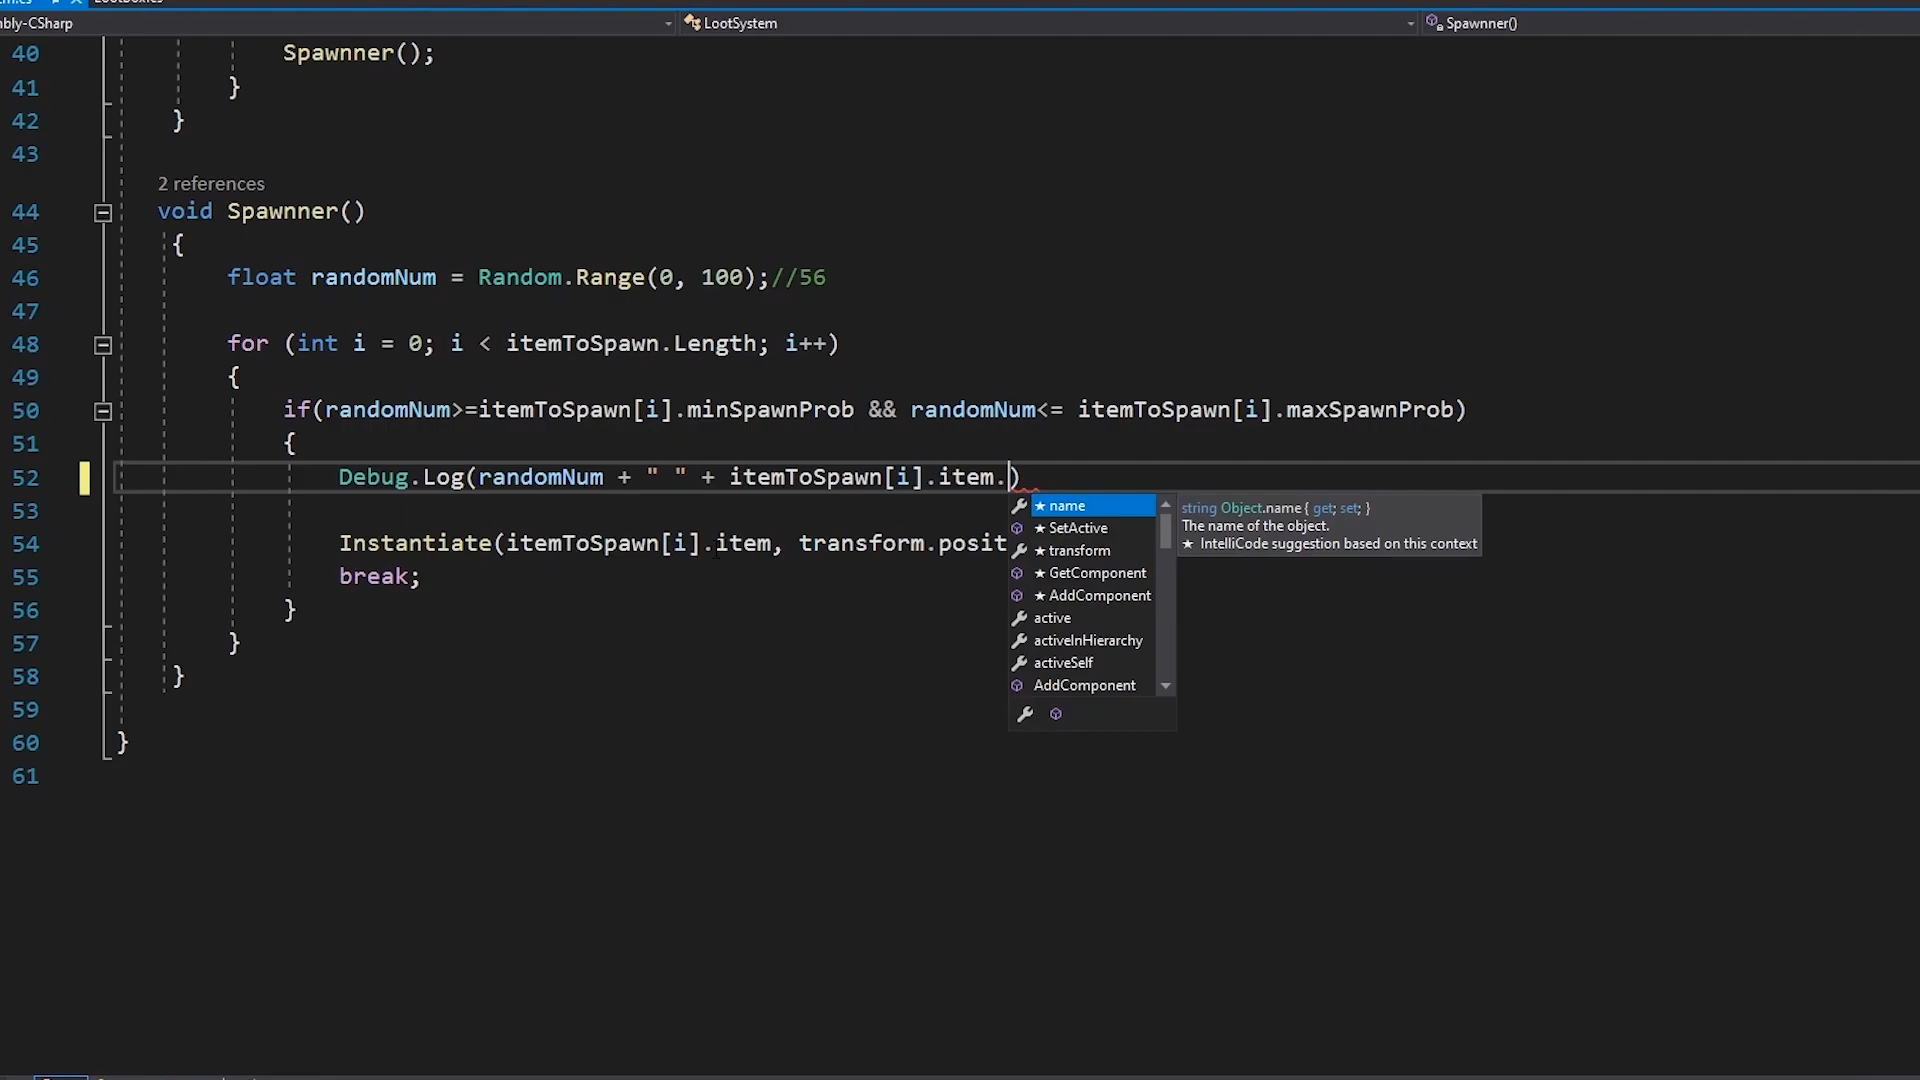 LootSystem
Spawnner()
40 Spawnner();
41 }
42 }
43
2 references
44 void Spawnner()
45 {
46 float randomNum = Random.Range(0, 100);//56
47
48 for (int i = 0; i < itemToSpawn.Length; i++)
49 {
50 if(randomNum>=itemToSpawn[i].minSpawnProb && randomNum<= itemToSpawn[i].maxSpawnProb)
51 {
52 Debug.Log(randomNum + " " + itemToSpawn[i].item.)
53
54 Instantiate(itemToSpawn[i].item, transform.posit
55 break;
56 }
57 }
58 }
59
60 }
61
★ name
★ SetActive
★ transform
★ GetComponent
★ AddComponent
active
activeInHierarchy
activeSelf
AddComponent
string Object.name { get; set; }
The name of the object.
★ IntelliCode suggestion based on this context